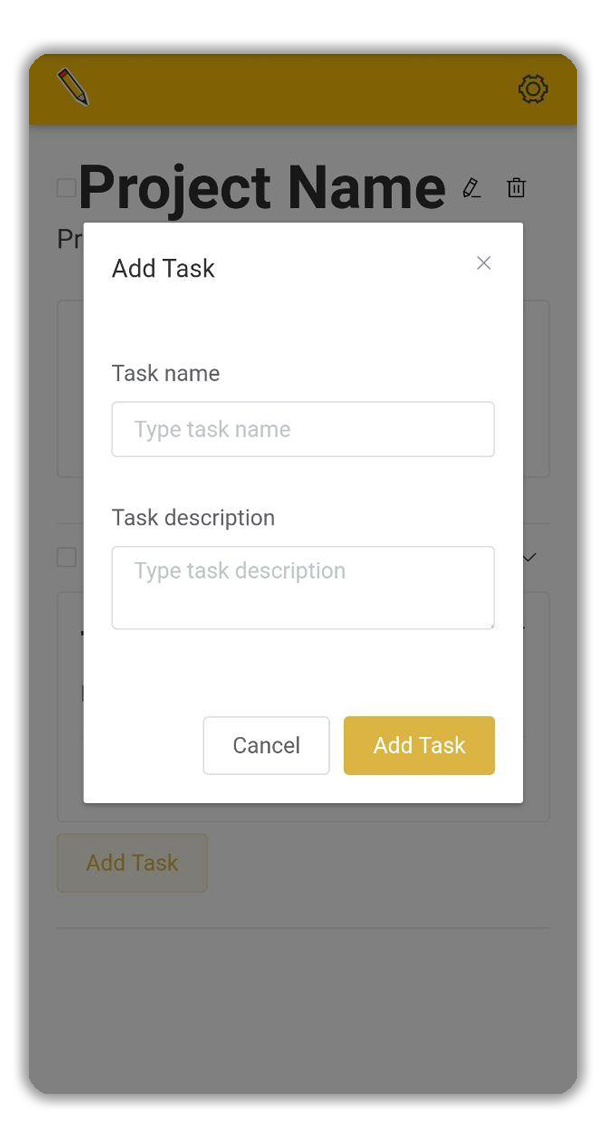 Project Name
Pr
Add Task
Task name
Type task name
Task description
Type task description
Cancel
Add Task
Add Task